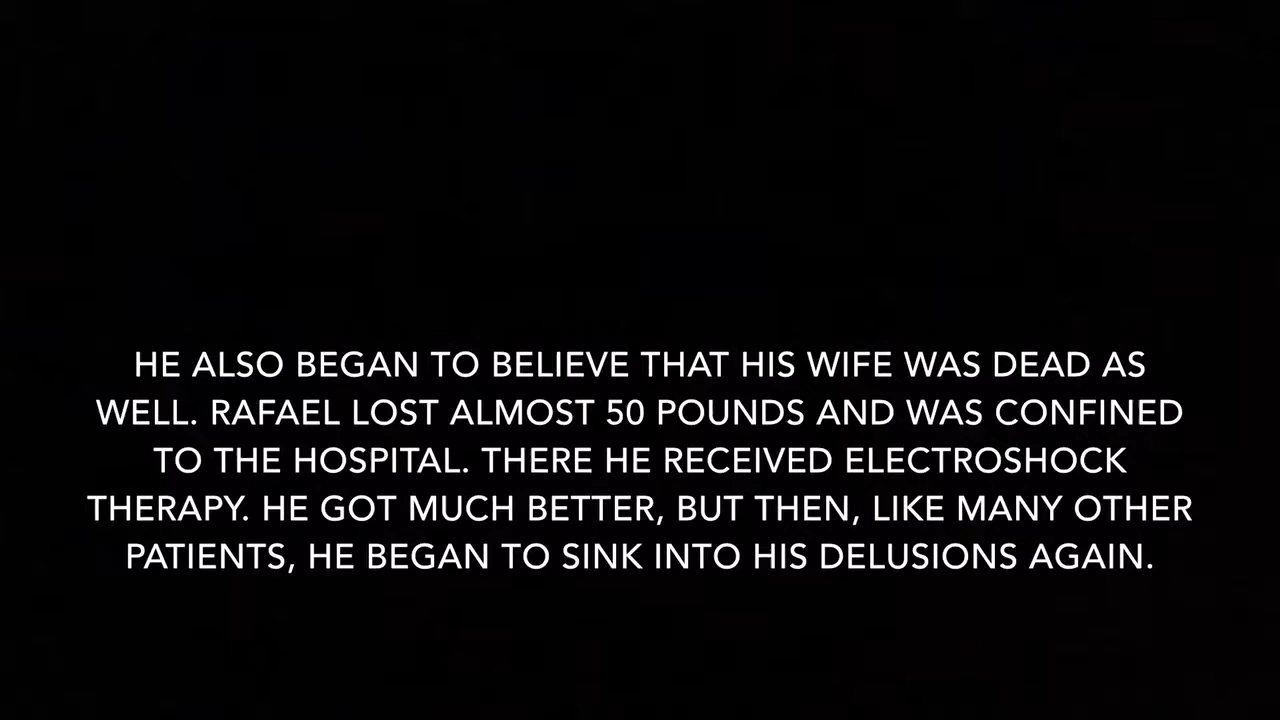 HE ALSO BEGAN TO BELIEVE THAT HIS WIFE WAS DEAD AS
WELL. RAFAEL LOST ALMOST 50 POUNDS AND WAS CONFINED
TO THE HOSPITAL. THERE HE RECEIVED ELECTROSHOCK
THERAPY. HE GOT MUCH BETTER, BUT THEN, LIKE MANY OTHER
PATIENTS, HE BEGAN TO SINK INTO HIS DELUSIONS AGAIN.